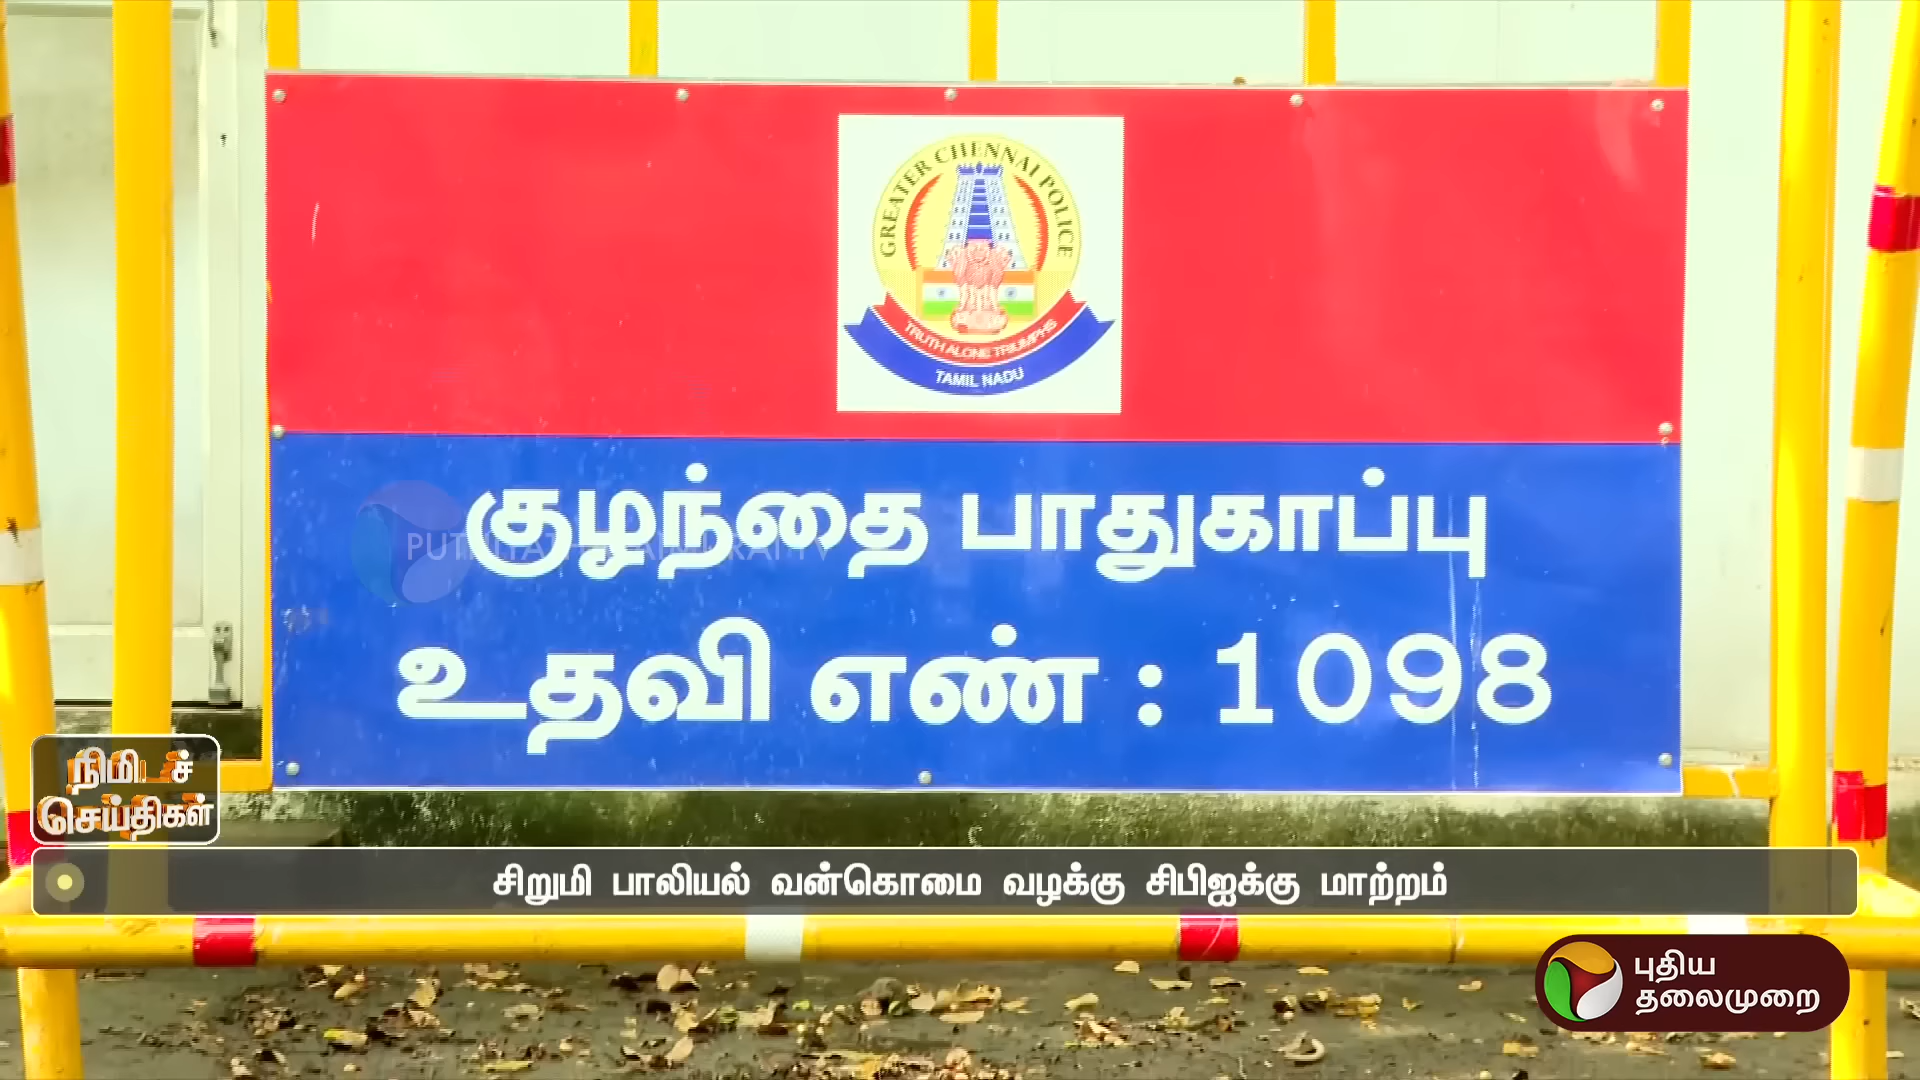 GREATER CHENNAI POLICE
TRUTH ALONE TRIUMPHS
TAMIL NADU
குழந்தை பாதுகாப்பு
உதவி எண் : 1098
நிமிடச்
செய்திகள்
சிறுமி பாலியல் வன்கொமை வழக்கு சிபிஐக்கு மாற்றம்
புதிய
தலைமுறை